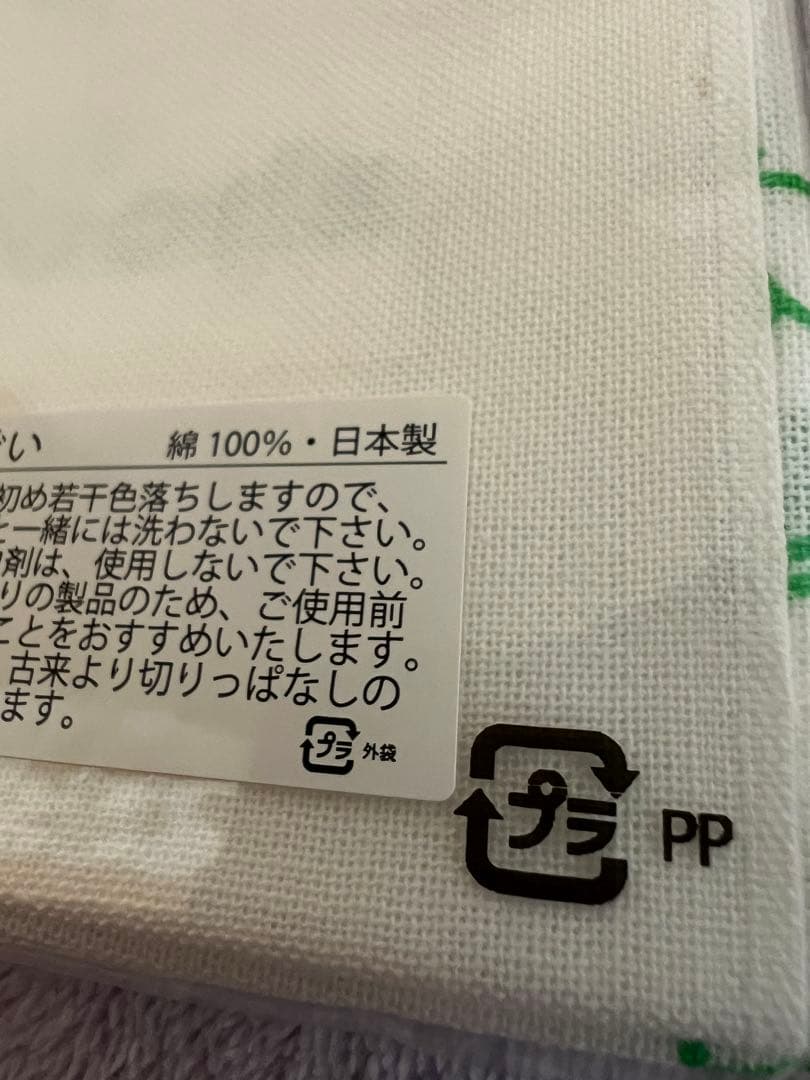 ぐい 綿 100%・日本製
初め若干色落ちしますので、
と一緒には洗わないで下さい。
剤は、使用しないで下さい。
りの製品のため、ご使用前
ことをおすすめいたします。
古来より切りっぱなしの
ます。
プラ 外袋
プラ PP